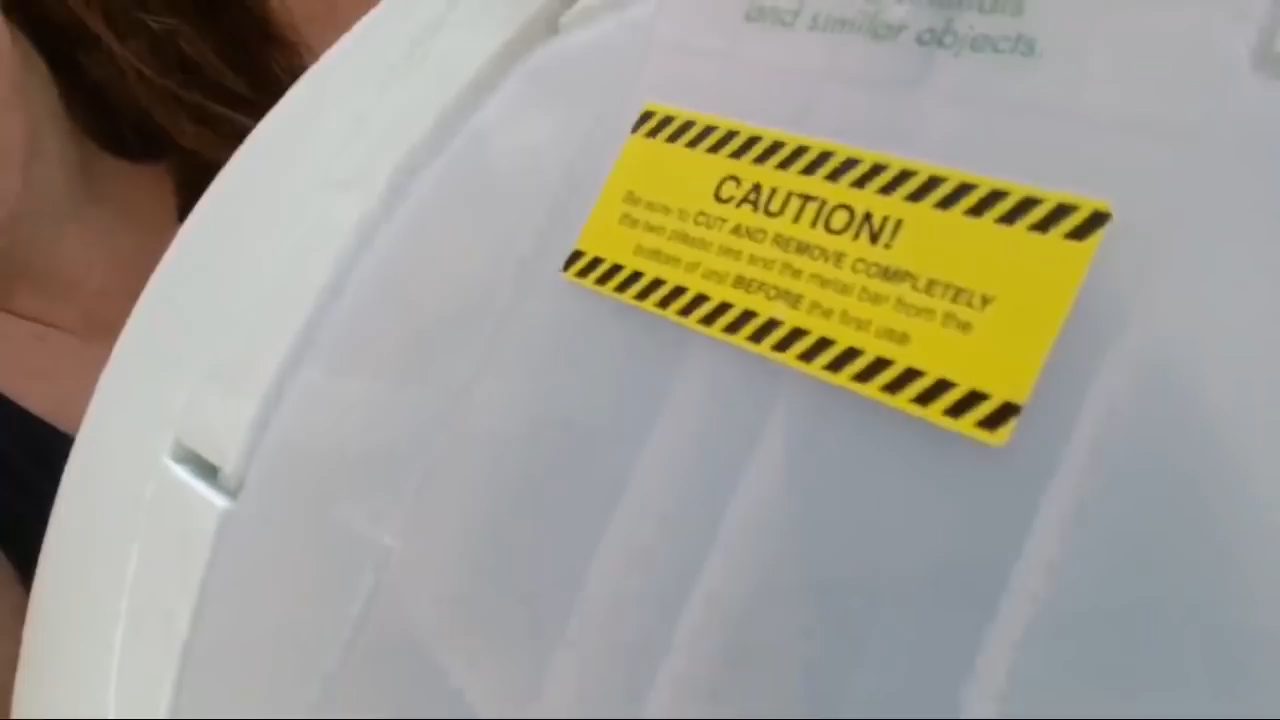 and similar objects.
CAUTION!
Be sure to CUT AND REMOVE COMPLETELY
the two plastic ties and the metal bar from the
bottom of unit BEFORE the first use.